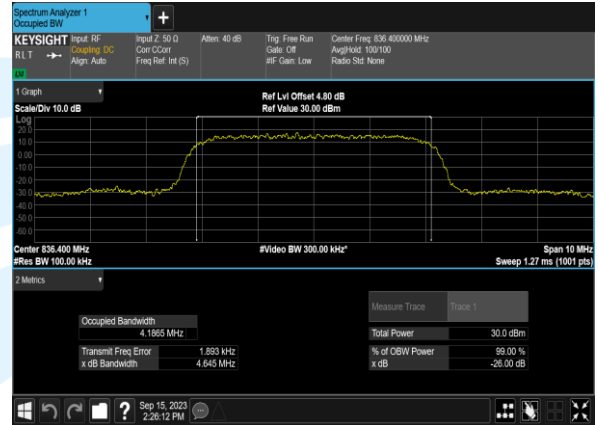 Spectrum Analyzer 1
Occupied BW
KEYSIGHT
RLT
LXI
Input: RF
Coupling: DC
Align: Auto
Input Z: 50 Ω
Corr CCorr
Freq Ref: Int (S)
Atten: 40 dB
Trig: Free Run
Gate: Off
#IF Gain: Low
Center Freq: 836.400000 MHz
Avg|Hold: 100/100
Radio Std: None
1 Graph
Scale/Div 10.0 dB
Ref Lvl Offset 4.80 dB
Ref Value 30.00 dBm
Log
20.0
10.0
0.00
-10.0
-20.0
-30.0
-40.0
-50.0
-60.0
Center 836.400 MHz
#Res BW 100.00 kHz
#Video BW 300.00 kHz*
Span 10 MHz
Sweep 1.27 ms (1001 pts)
2 Metrics
Occupied Bandwidth
4.1865 MHz
Transmit Freq Error 1.893 kHz
x dB Bandwidth 4.645 MHz
Measure Trace Trace 1
Total Power 30.0 dBm
% of OBW Power 99.00 %
x dB -26.00 dB
Sep 15, 2023
2:26:12 PM